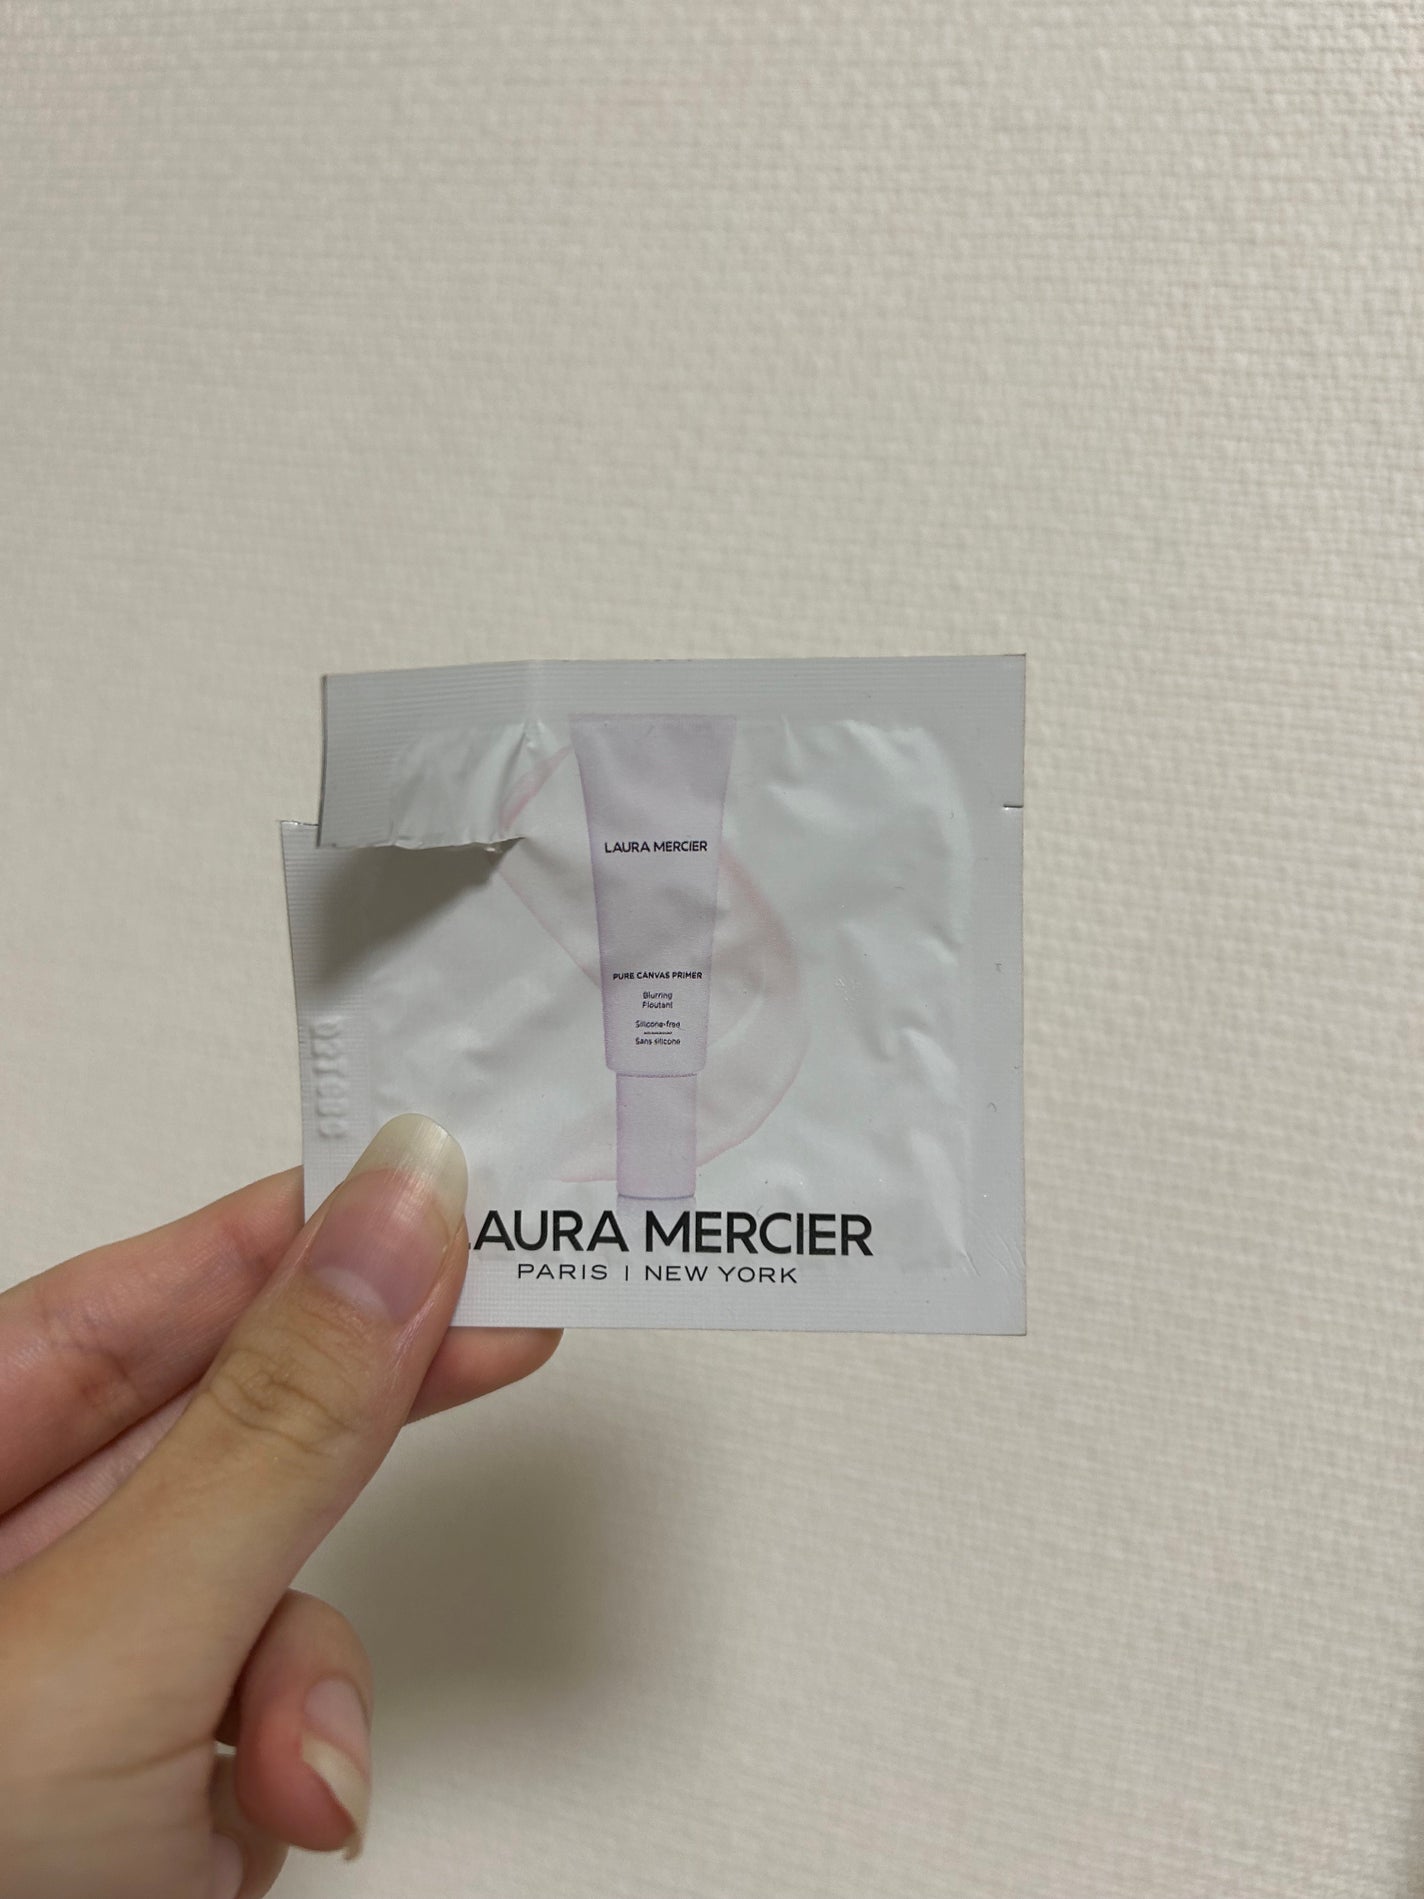 LAURA MERCIER
PURE CANVAS PRIMER
Blurring
Floutant
Silicone-free
Sans silicone
LAURA MERCIER
PARIS | NEW YORK